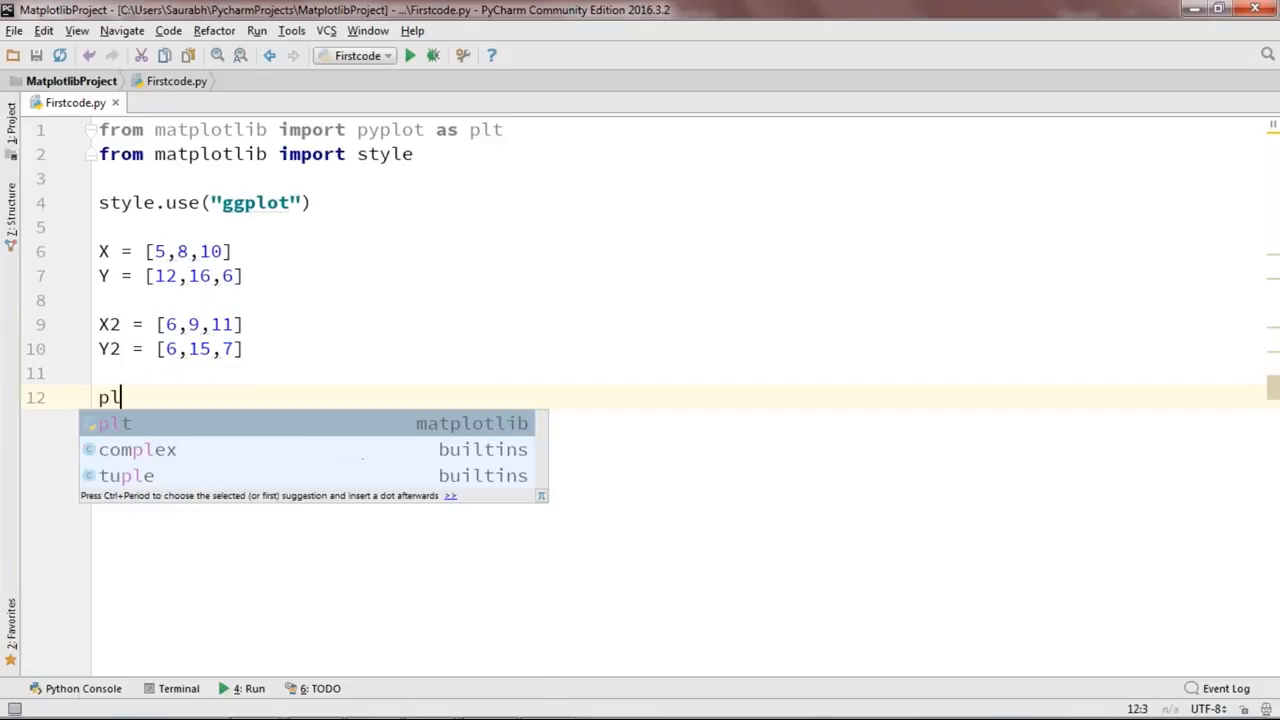 MatplotlibProject - [C:\Users\Saurabh\PycharmProjects\MatplotlibProject] - ...\Firstcode.py - PyCharm Community Edition 2016.3.2
File Edit View Navigate Code Refactor Run Tools VCS Window Help
Firstcode
MatplotlibProject Firstcode.py
Firstcode.py
1: Project
Z: Structure
2: Favorites
1 from matplotlib import pyplot as plt
2 from matplotlib import style
3
4 style.use("ggplot")
5
6 X = [5,8,10]
7 Y = [12,16,6]
8
9 X2 = [6,9,11]
10 Y2 = [6,15,7]
11
12 pl
plt matplotlib
complex builtins
tuple builtins
Press Ctrl+Period to choose the selected (or first) suggestion and insert a dot afterwards >> π
Python Console Terminal 4: Run 6: TODO Event Log
12:3 n/a UTF-8